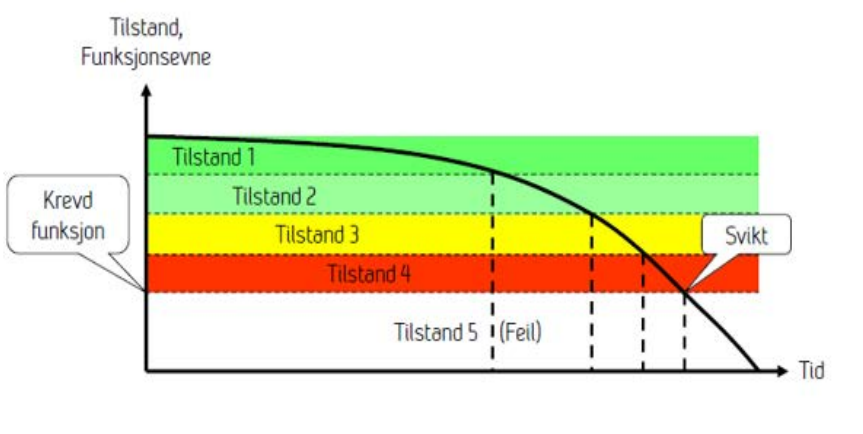 Tilstand,
Funksjonsevne
Tilstand 1
Tilstand 2
Krevd
funksjon
Tilstand 3
Svikt
Tilstand 4
Tilstand 5 (Feil)
Tid